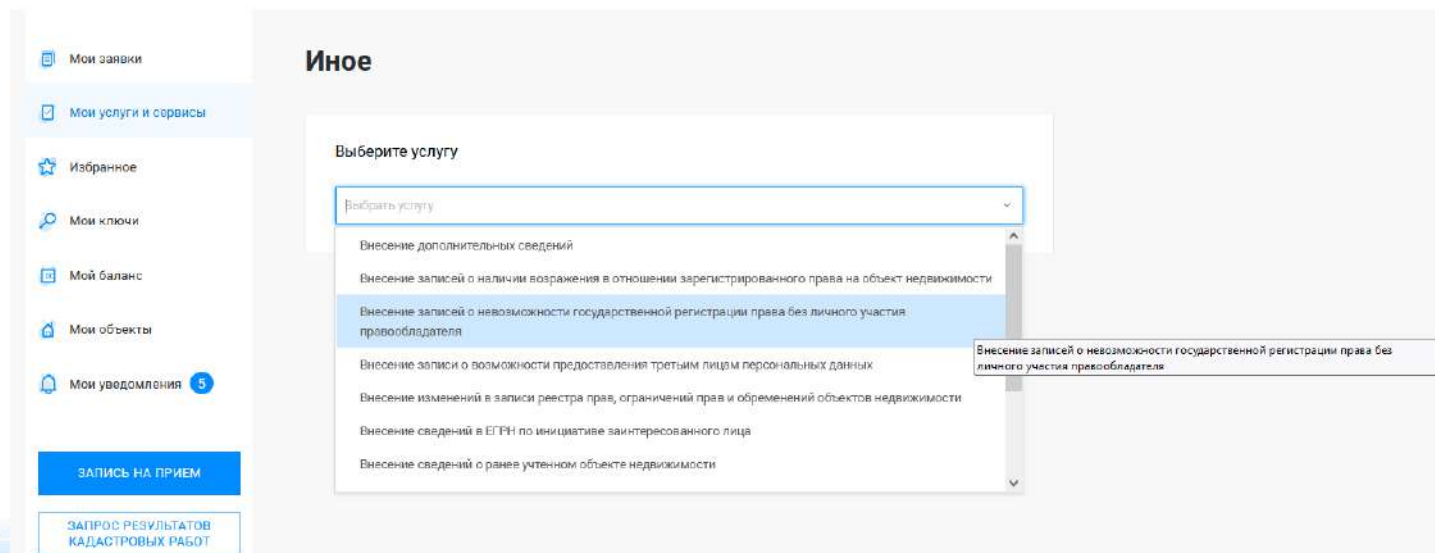 Мои заявки
Мои услуги и сервисы
Избранное
Мои ключи
Мой баланс
Мои объекты
Мои уведомления 5
ЗАПИСЬ НА ПРИЕМ
ЗАПРОС РЕЗУЛЬТАТОВ
КАДАСТРОВЫХ РАБОТ
Иное
Выберите услугу
Выбрать услугу
Внесение дополнительных сведений
Внесение записей о наличии возражения в отношении зарегистрированного права на объект недвижимости
Внесение записей о невозможности государственной регистрации права без личного участия
правообладателя
Внесение записи о возможности предоставления третьим лицам персональных данных
Внесение изменений в записи реестра прав, ограничений прав и обременений объектов недвижимости
Внесение сведений в ЕГРН по инициативе заинтересованного лица
Внесение сведений о ранее учтенном объекте недвижимости
Внесение записей о невозможности государственной регистрации права без
личного участия правообладателя